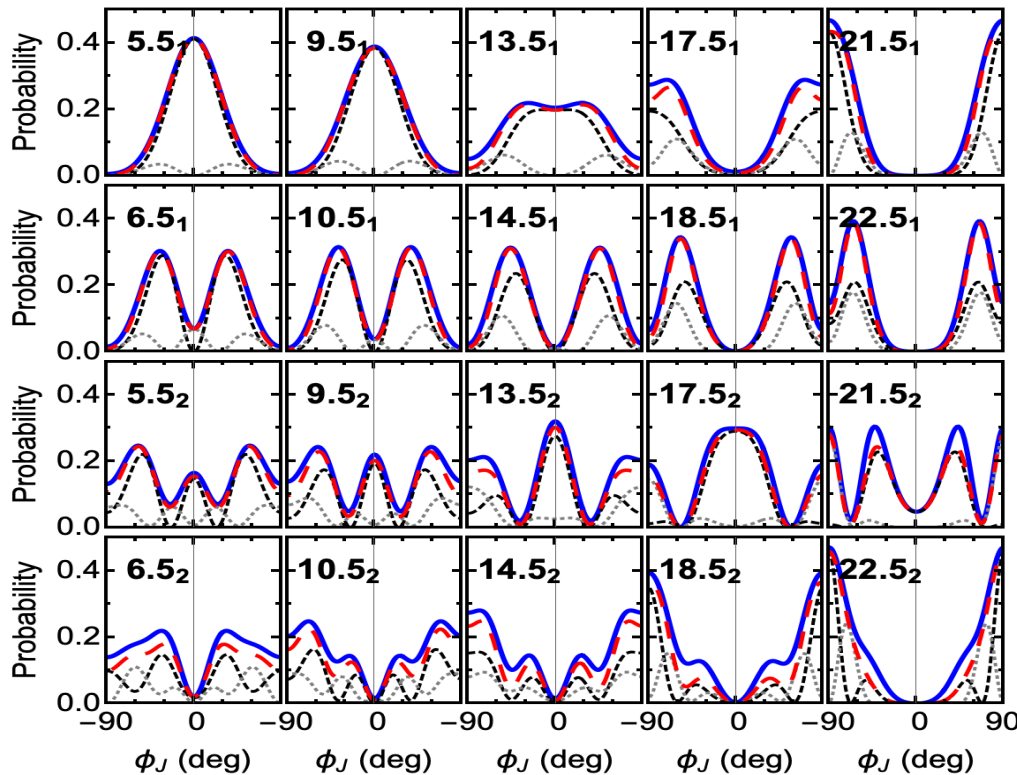 0.4 5.5₁ 9.5₁ 13.5₁ 17.5₁ 21.5₁
Probability
0.2
0.0
0.4 6.5₁ 10.5₁ 14.5₁ 18.5₁ 22.5₁
Probability
0.2
0.0
0.4 5.5₂ 9.5₂ 13.5₂ 17.5₂ 21.5₂
Probability
0.2
0.0
0.4 6.5₂ 10.5₂ 14.5₂ 18.5₂ 22.5₂
Probability
0.2
0.0
−90 0 −90 0 −90 0 −90 0 −90 0 90
ϕ_J (deg) ϕ_J (deg) ϕ_J (deg) ϕ_J (deg) ϕ_J (deg)